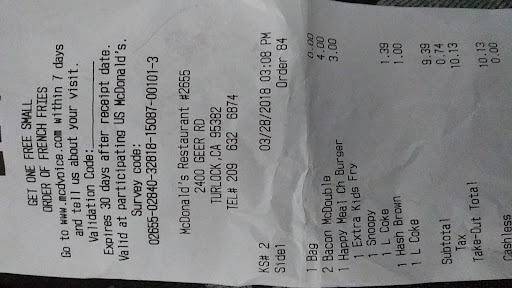 GET ONE FREE SMALL
ORDER OF FRENCH FRIES
Go to www.mcdvoice.com within 7 days
and tell us about your visit.
Validation Code:
Expires 30 days after receipt date.
Valid at participating US McDonald's.
Survey code:
02655-02840-32818-15087-00101-3
McDonald's Restaurant #2655
2400 GEER RD
TURLOCK,CA 95382
TEL# 209 632 6874
KS# 2 03/28/2018 03:08 PM
Side1 Order 84
1 Bag 0.00
2 Bacon McDouble 4.00
1 Happy Meal Ch Burger 3.00
1 Extra Kids Fry
1 Snoopy
1 L Coke
1 Hash Brown 1.39
1 L Coke 1.00
Subtotal 9.39
Tax 0.74
Take-Out Total 10.13
Cashless 10.13
0.00